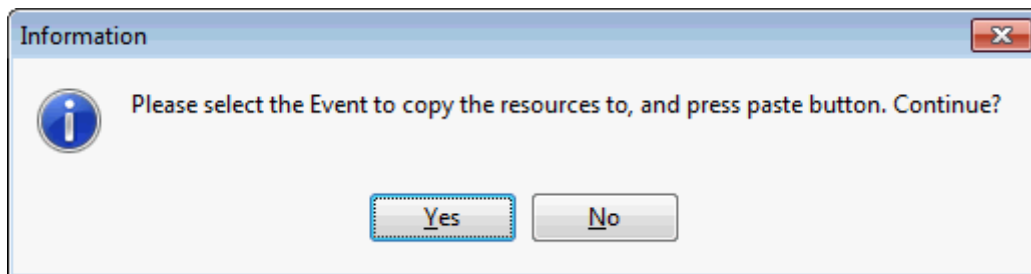 Information
Please select the Event to copy the resources to, and press paste button. Continue?
Yes
No